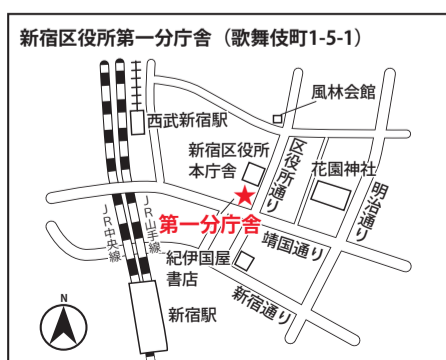 新宿区役所第一分庁舎（歌舞伎町1-5-1）
風林会館
西武新宿駅
新宿区役所
本庁舎
区役所通り
花園神社
明治通り
第一分庁舎
靖国通り
JR中央線
JR山手線
紀伊国屋
書店
新宿通り
新宿駅
N